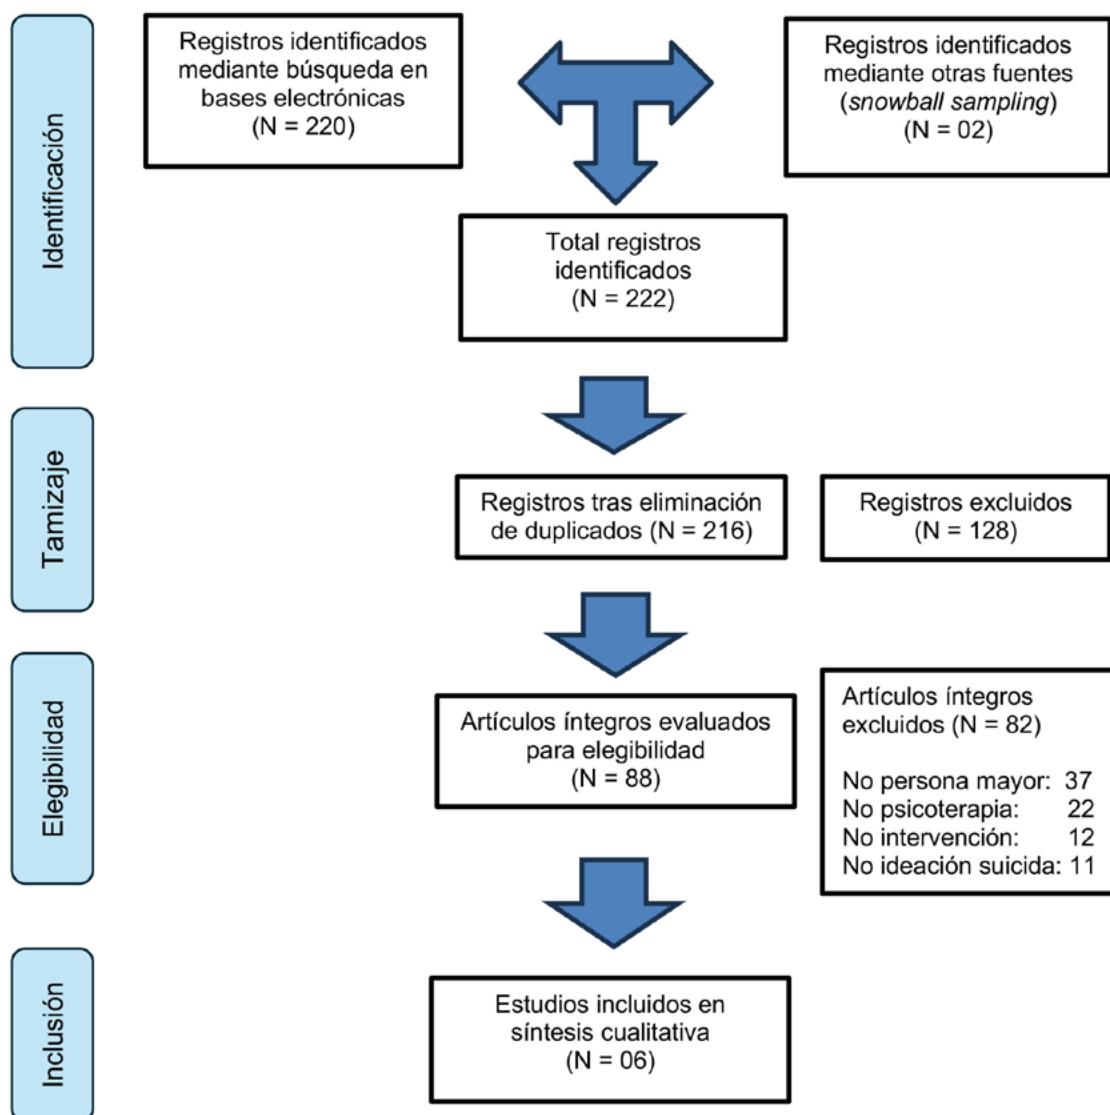 Identificación
Registros identificados
mediante búsqueda en
bases electrónicas
(N = 220)
Registros identificados
mediante otras fuentes
(snowball sampling)
(N = 02)
Total registros
identificados
(N = 222)
Tamizaje
Registros tras eliminación
de duplicados (N = 216)
Registros excluidos
(N = 128)
Elegibilidad
Artículos íntegros evaluados
para elegibilidad
(N = 88)
Artículos íntegros
excluidos (N = 82)
No persona mayor: 37
No psicoterapia: 22
No intervención: 12
No ideación suicida: 11
Inclusión
Estudios incluidos en
síntesis cualitativa
(N = 06)